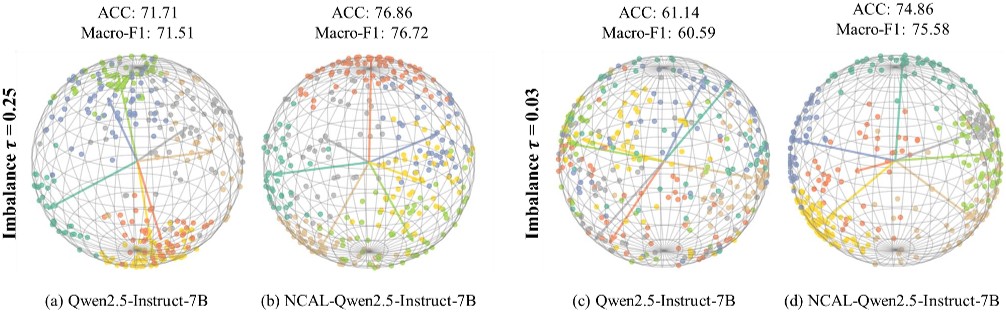 ACC: 71.71
Macro-F1: 71.51
ACC: 76.86
Macro-F1: 76.72
ACC: 61.14
Macro-F1: 60.59
ACC: 74.86
Macro-F1: 75.58
Imbalance τ = 0.25
Imbalance τ = 0.03
(a) Qwen2.5-Instruct-7B
(b) NCAL-Qwen2.5-Instruct-7B
(c) Qwen2.5-Instruct-7B
(d) NCAL-Qwen2.5-Instruct-7B